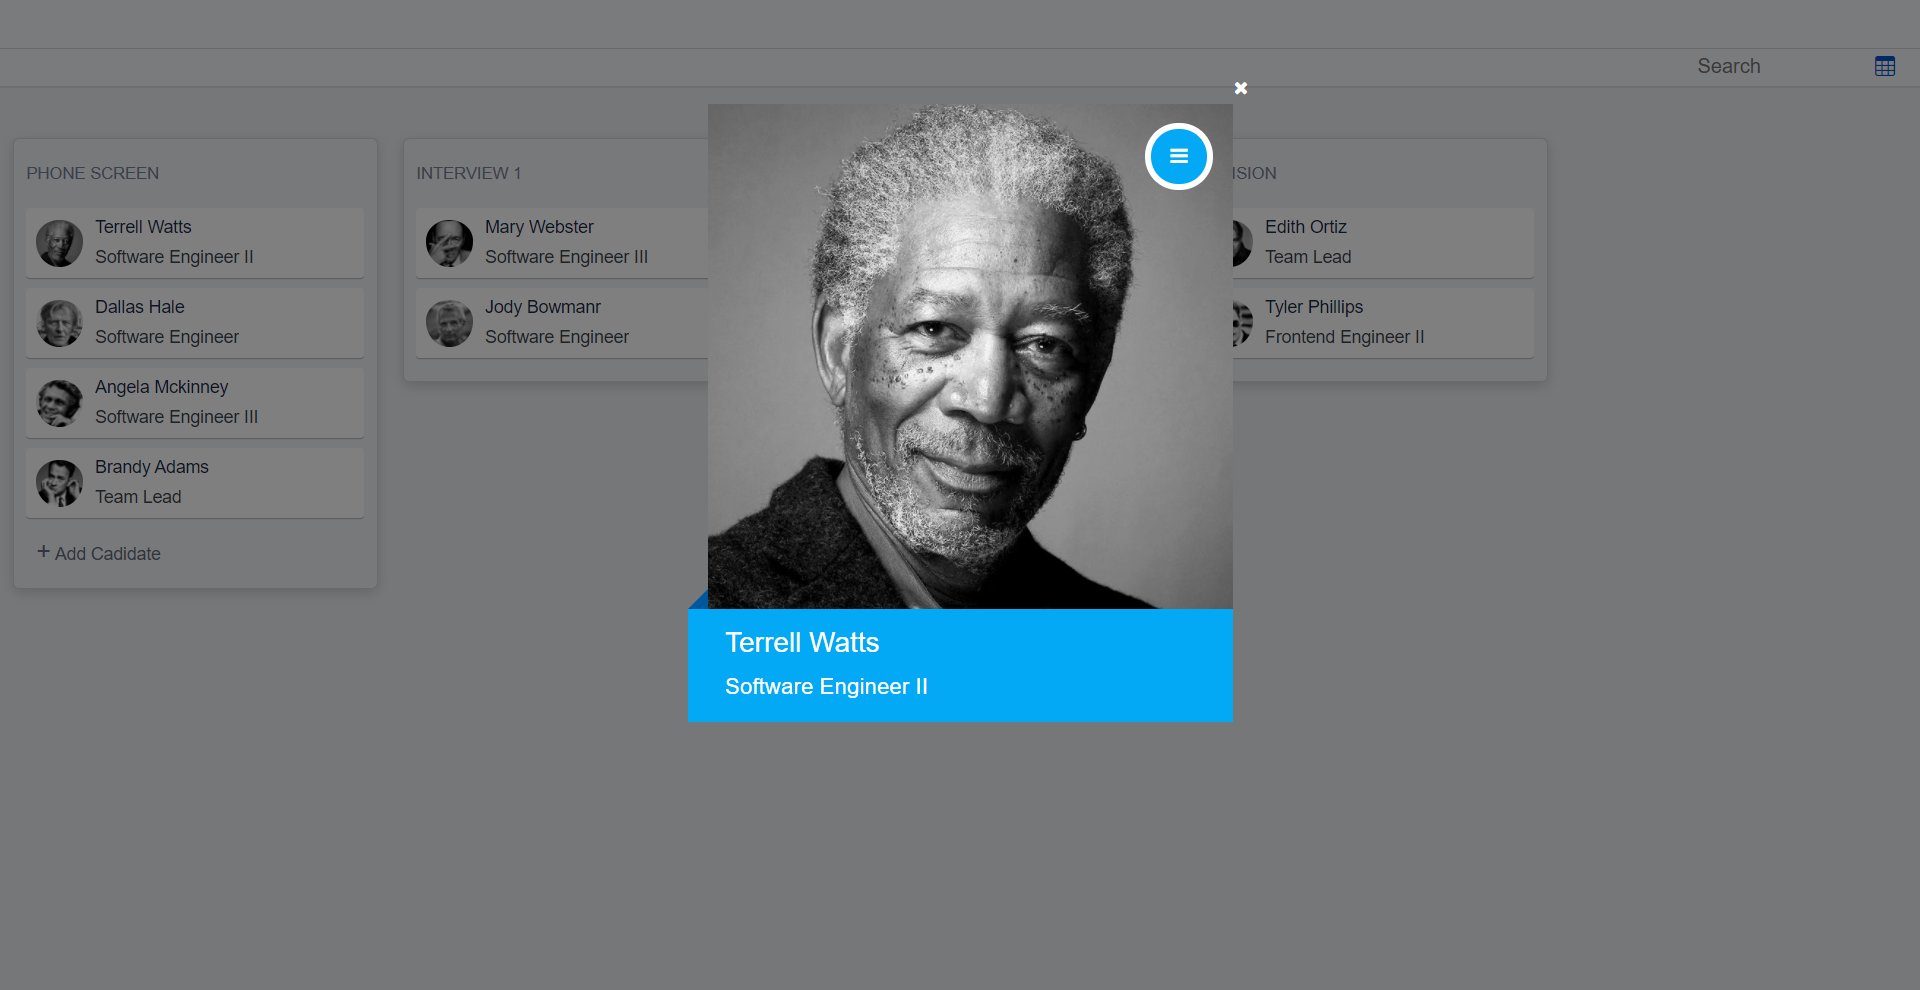 Search
PHONE SCREEN
Terrell Watts
Software Engineer II
Dallas Hale
Software Engineer
Angela Mckinney
Software Engineer III
Brandy Adams
Team Lead
+ Add Cadidate
INTERVIEW 1
Mary Webster
Software Engineer III
Jody Bowmanr
Software Engineer
ISION
Edith Ortiz
Team Lead
Tyler Phillips
Frontend Engineer II
Terrell Watts
Software Engineer II